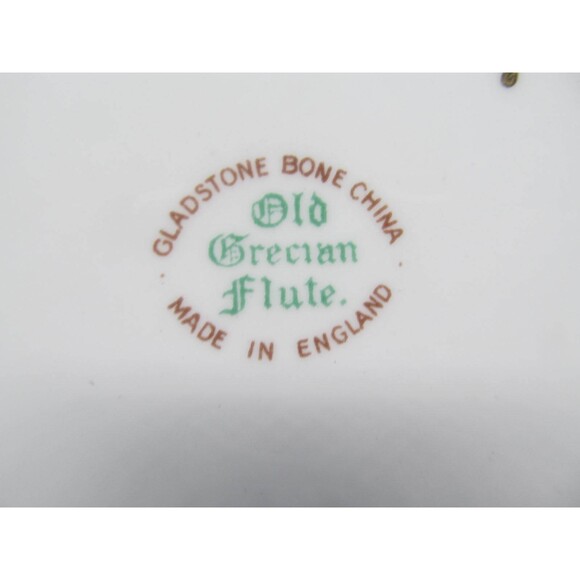 GLADSTONE BONE CHINA
Old
Grecian
Flute.
MADE IN ENGLAND